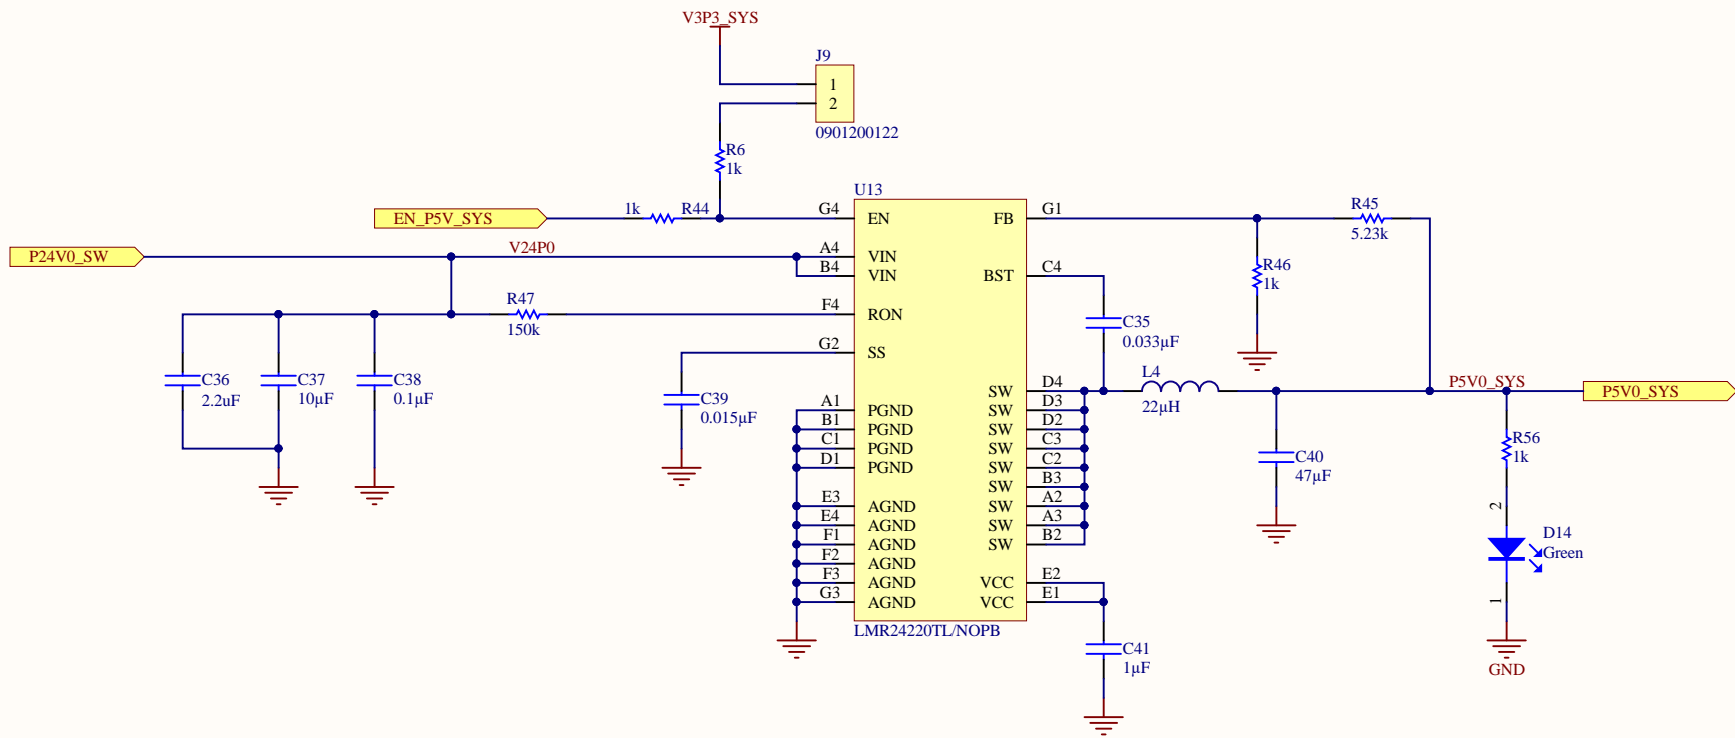 V3P3_SYS
J9
1
2
0901200122
R6
1k
U13
EN_P5V_SYS
1k
R44
G4
EN
FB
G1
R45
5.23k
P24V0_SW
V24P0
A4
VIN
B4
VIN
BST
C4
R46
1k
R47
150k
F4
RON
C35
0.033µF
G2
SS
C36
2.2uF
C37
10µF
C38
0.1µF
C39
0.015µF
L4
22µH
P5V0_SYS
P5V0_SYS
A1
PGND
B1
PGND
C1
PGND
D1
PGND
E3
AGND
E4
AGND
F1
AGND
F2
AGND
F3
AGND
G3
AGND
SW
D4
SW
D3
SW
D2
SW
C3
SW
C2
SW
B3
SW
A2
SW
A3
SW
B2
VCC
E2
VCC
E1
LMR24220TL/NOPB
C40
47µF
R56
1k
2
D14
Green
1
GND
C41
1µF